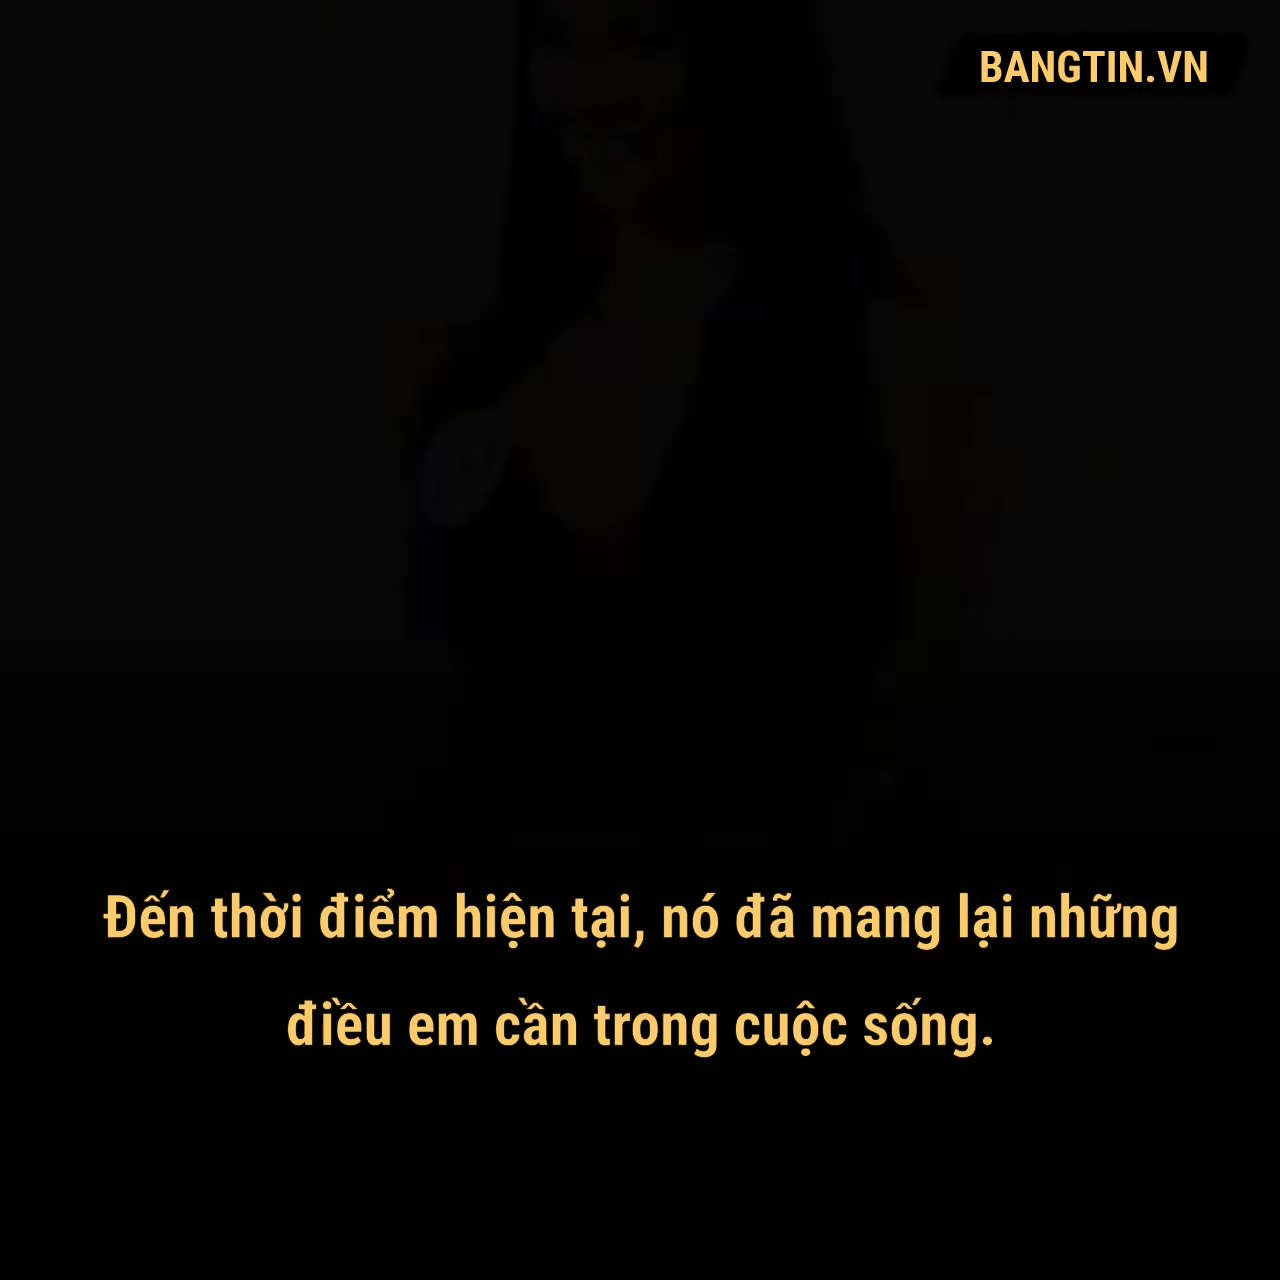 BANGTIN.VN
Đến thời điểm hiện tại, nó đã mang lại những
điều em cần trong cuộc sống.